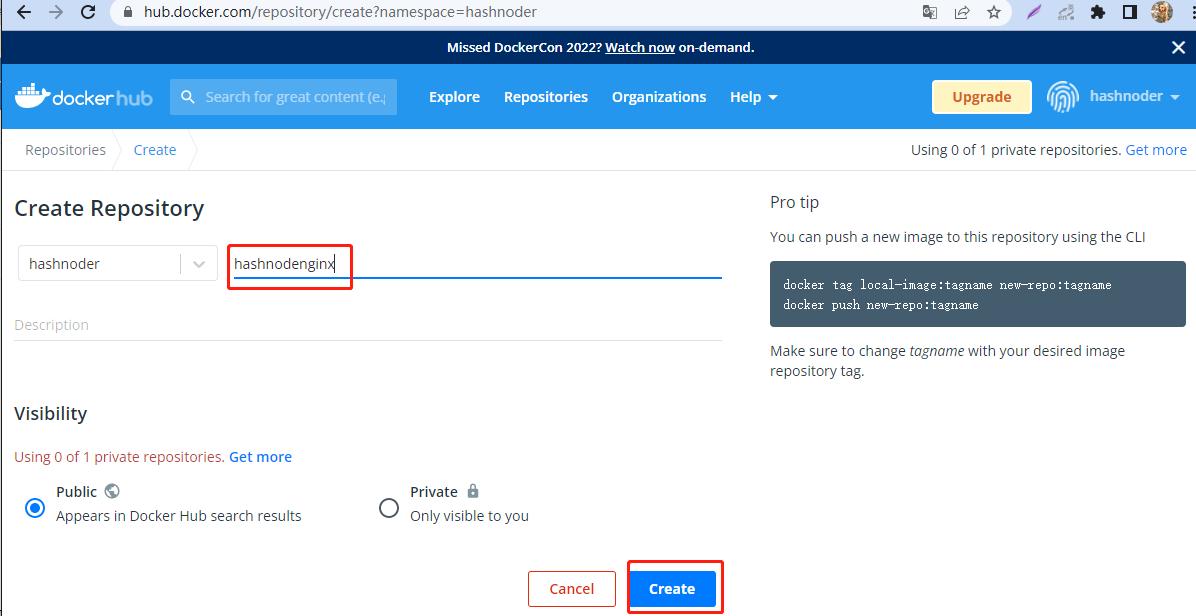 hub.docker.com/repository/create?namespace=hashnoder
Missed DockerCon 2022? Watch now on-demand.
docker hub
Search for great content (e.g
Explore
Repositories
Organizations
Help
Upgrade
hashnoder
Repositories
Create
Using 0 of 1 private repositories. Get more
Create Repository
hashnoder
hashnodenginx
Description
Visibility
Using 0 of 1 private repositories. Get more
Public
Appears in Docker Hub search results
Private
Only visible to you
Cancel
Create
Pro tip
You can push a new image to this repository using the CLI
docker tag local-image:tagname new-repo:tagname
docker push new-repo:tagname
Make sure to change tagname with your desired image
repository tag.